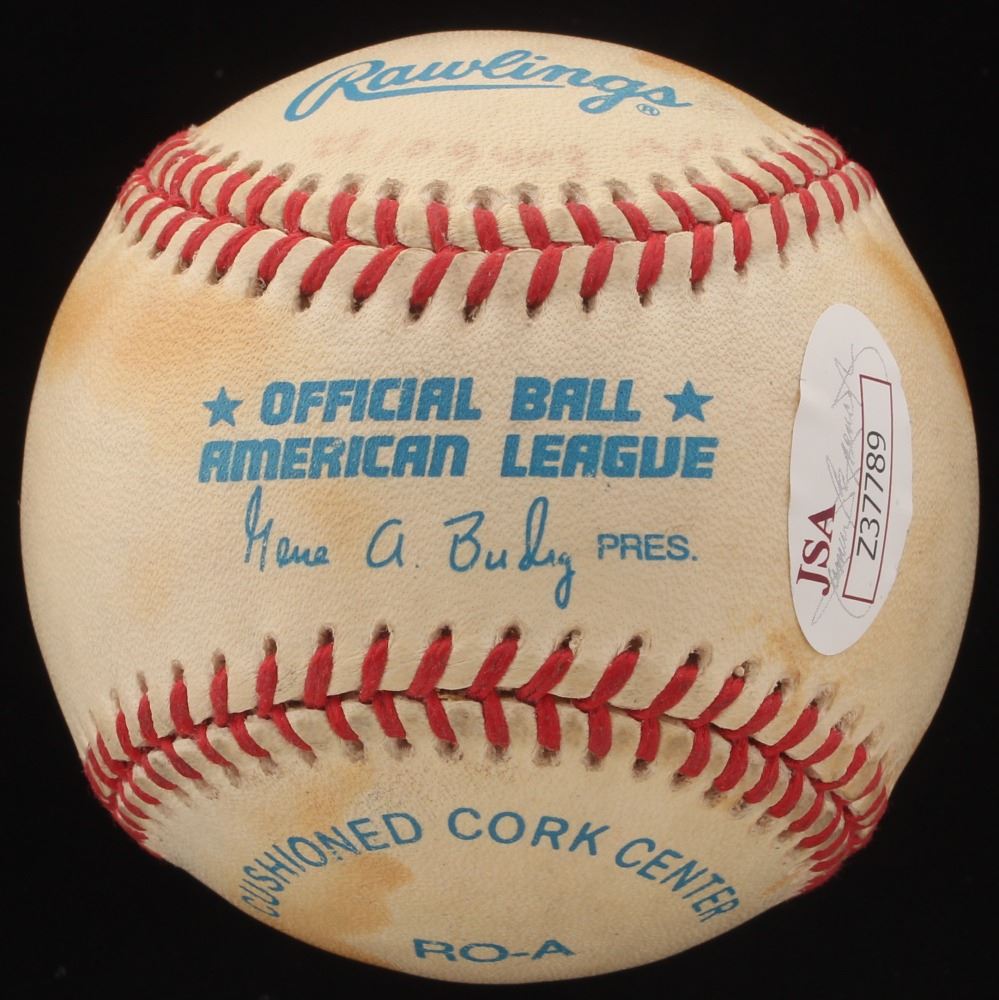 Rawlings®
★ OFFICIAL BALL ★
AMERICAN LEAGUE
Gene A. Budig PRES.
CUSHIONED CORK CENTER
RO-A
JSA
Z37789